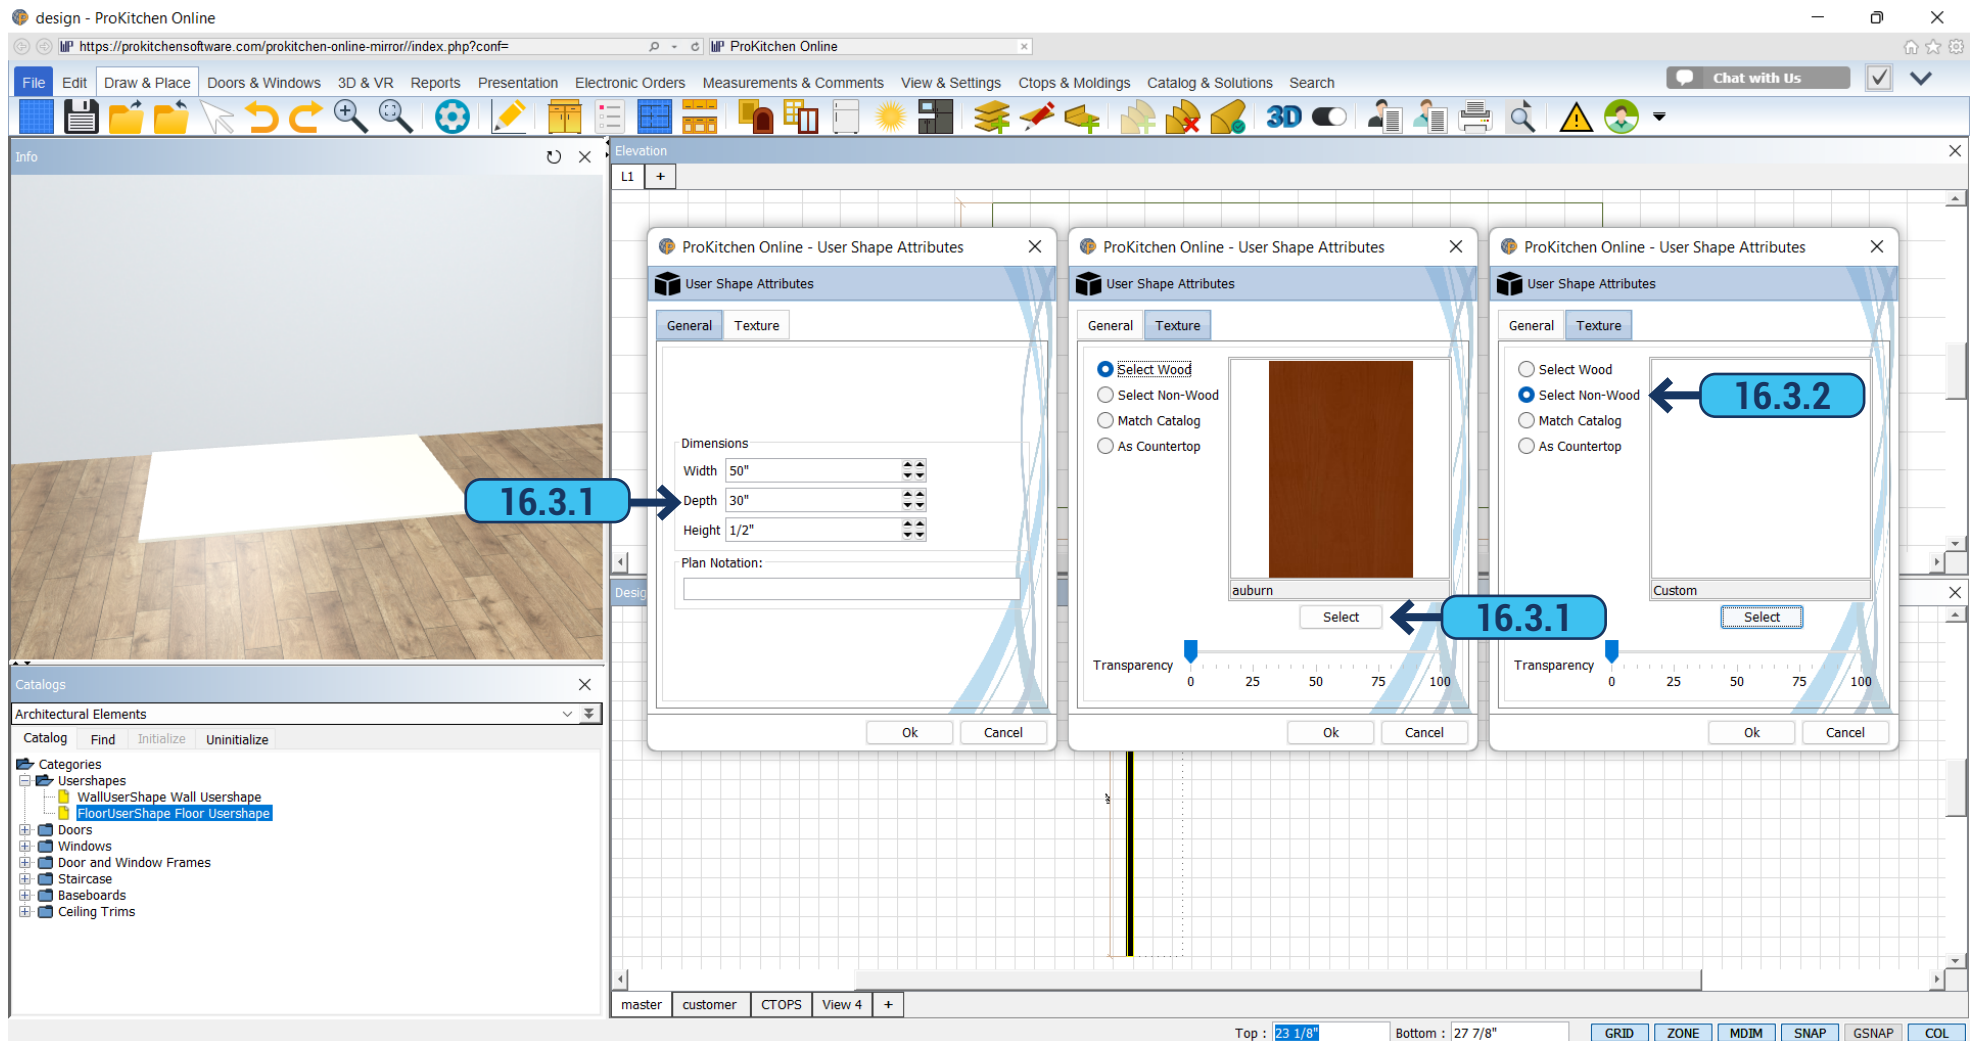 design - ProKitchen Online
https://prokitchensoftware.com/prokitchen-online-mirror//index.php?conf=
ProKitchen Online
File Edit Draw & Place Doors & Windows 3D & VR Reports Presentation Electronic Orders Measurements & Comments View & Settings Ctops & Moldings Catalog & Solutions Search
Chat with Us
3D
Info
Elevation
L1 +
ProKitchen Online - User Shape Attributes
User Shape Attributes
General Texture
Dimensions
Width 50"
Depth 30"
Height 1/2"
Plan Notation:
Ok Cancel
16.3.1
ProKitchen Online - User Shape Attributes
User Shape Attributes
General Texture
Select Wood
Select Non-Wood
Match Catalog
As Countertop
auburn
Select
16.3.1
Transparency
0 25 50 75 100
Ok Cancel
ProKitchen Online - User Shape Attributes
User Shape Attributes
General Texture
Select Wood
Select Non-Wood
16.3.2
Match Catalog
As Countertop
Custom
Select
Transparency
0 25 50 75 100
Ok Cancel
Desig
Catalogs
Architectural Elements
Catalog Find Initialize Uninitialize
Categories
Usershapes
WallUserShape Wall Usershape
FloorUserShape Floor Usershape
Doors
Windows
Door and Window Frames
Staircase
Baseboards
Ceiling Trims
master customer CTOPS View 4 +
Top : 23 1/8" Bottom : 27 7/8" GRID ZONE MDIM SNAP GSNAP COL